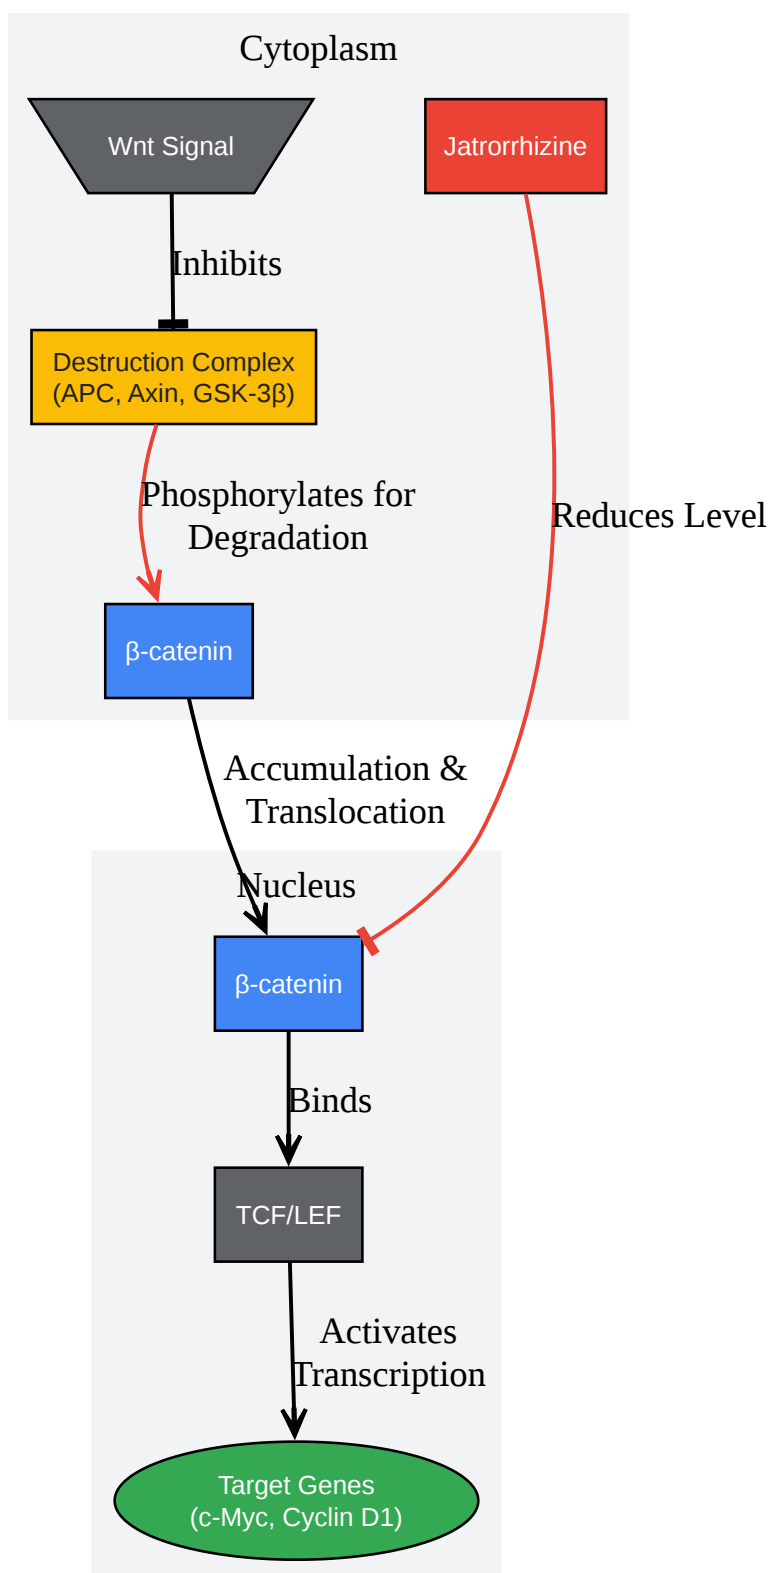 Cytoplasm
Wnt Signal
Jatrorrhizine
Inhibits
Destruction Complex
(APC, Axin, GSK-3β)
Phosphorylates for
Degradation
Reduces Level
β-catenin
Accumulation &
Translocation
Nucleus
β-catenin
Binds
TCF/LEF
Activates
Transcription
Target Genes
(c-Myc, Cyclin D1)